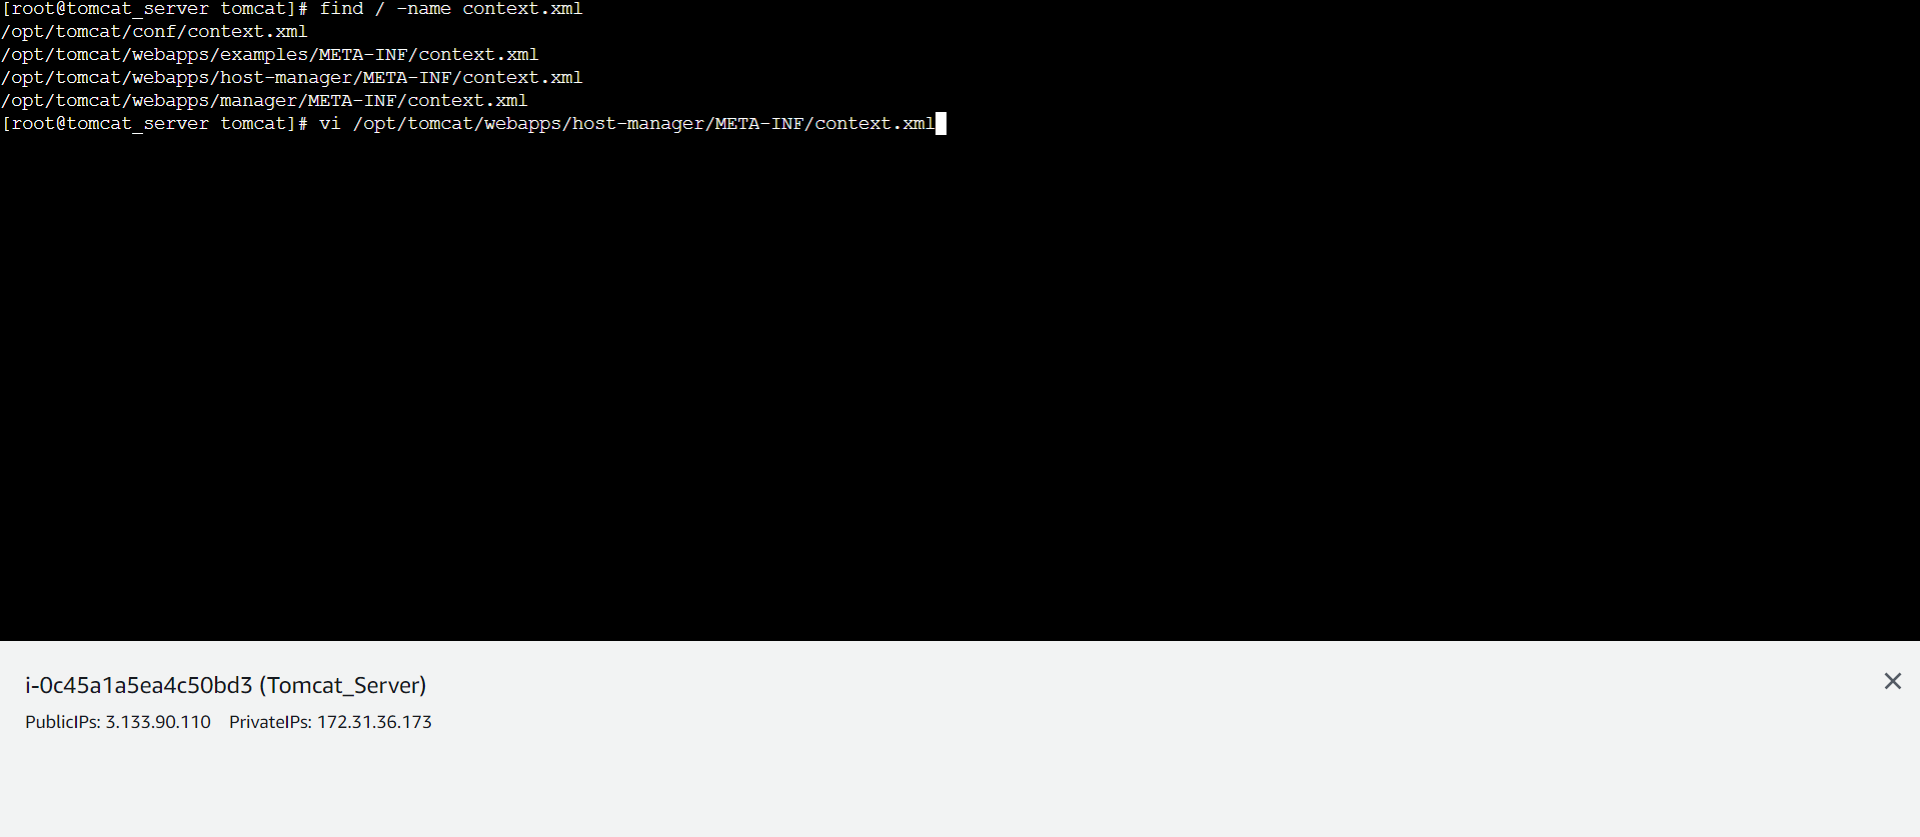 [root@tomcat_server tomcat]# find / -name context.xml
/opt/tomcat/conf/context.xml
/opt/tomcat/webapps/examples/META-INF/context.xml
/opt/tomcat/webapps/host-manager/META-INF/context.xml
/opt/tomcat/webapps/manager/META-INF/context.xml
[root@tomcat_server tomcat]# vi /opt/tomcat/webapps/host-manager/META-INF/context.xml
i-0c45a1a5ea4c50bd3 (Tomcat_Server)
PublicIPs: 3.133.90.110 PrivateIPs: 172.31.36.173